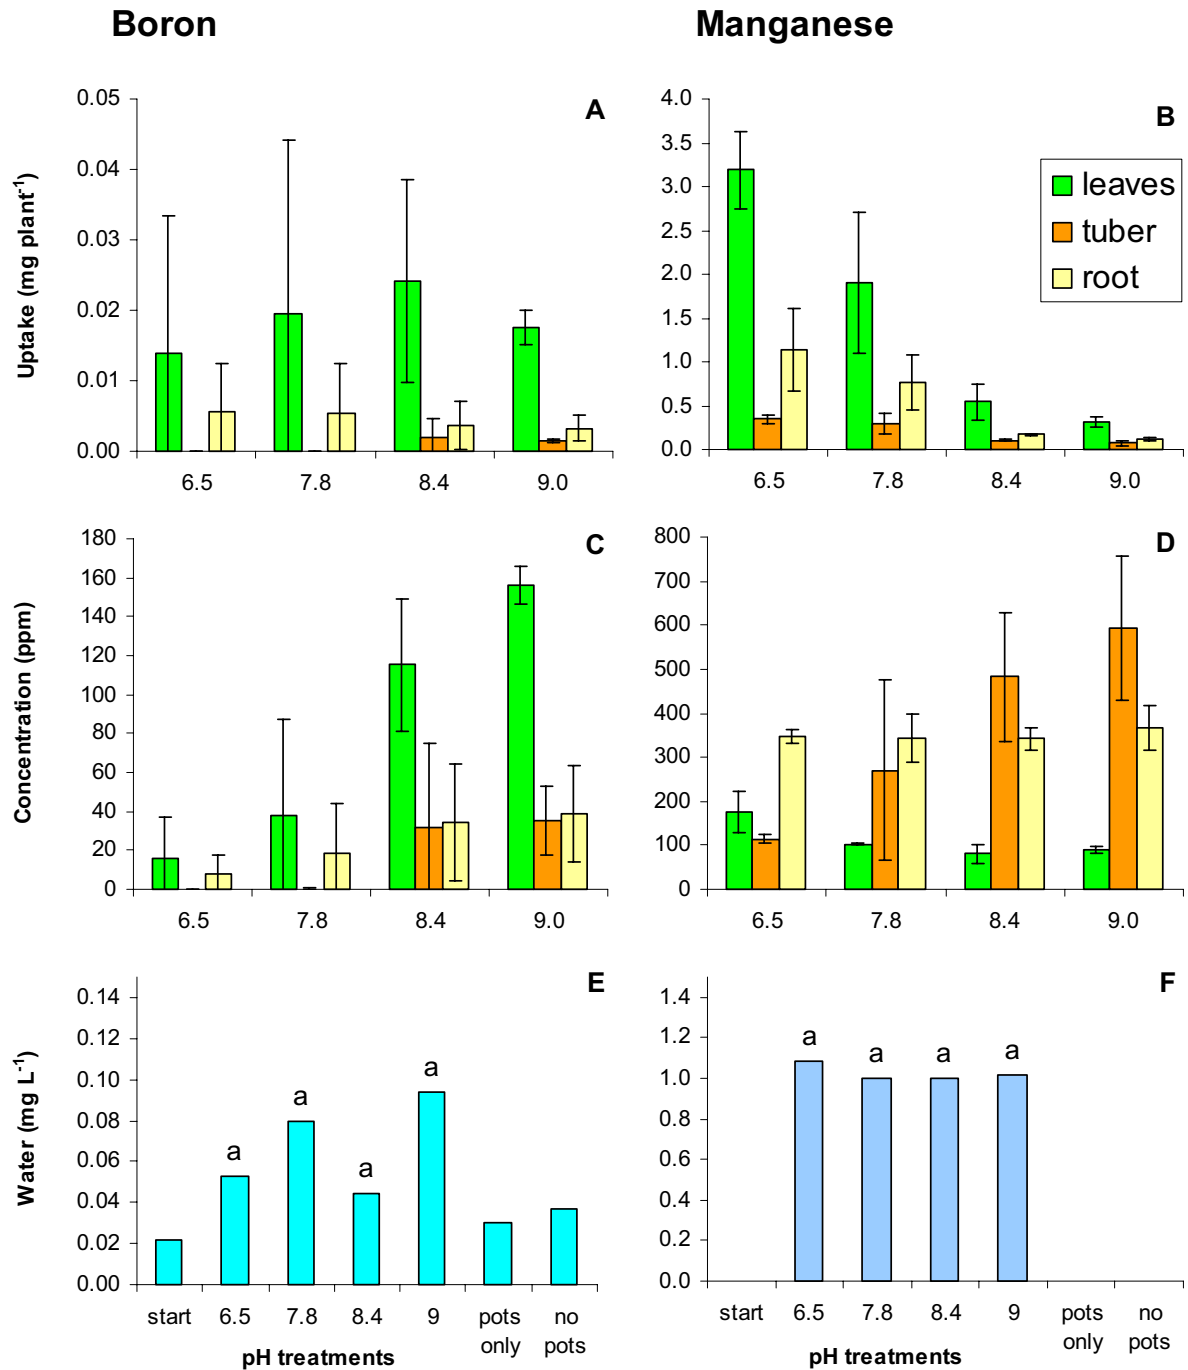 Boron
Manganese
A
Uptake (mg plant-1)
0.05
0.04
0.03
0.02
0.01
0.00
6.5 7.8 8.4 9.0
B
4.0
3.5
3.0
2.5
2.0
1.5
1.0
0.5
0.0
6.5 7.8 8.4 9.0
leaves
tuber
root
C
Concentration (ppm)
180
160
140
120
100
80
60
40
20
0
6.5 7.8 8.4 9.0
D
800
700
600
500
400
300
200
100
0
6.5 7.8 8.4 9.0
E
Water (mg L-1)
0.14
0.12
0.10
0.08
0.06
0.04
0.02
0.00
a a a a
start 6.5 7.8 8.4 9 pots only no pots
pH treatments
F
1.4
1.2
1.0
0.8
0.6
0.4
0.2
0.0
a a a a
start 6.5 7.8 8.4 9 pots only no pots
pH treatments